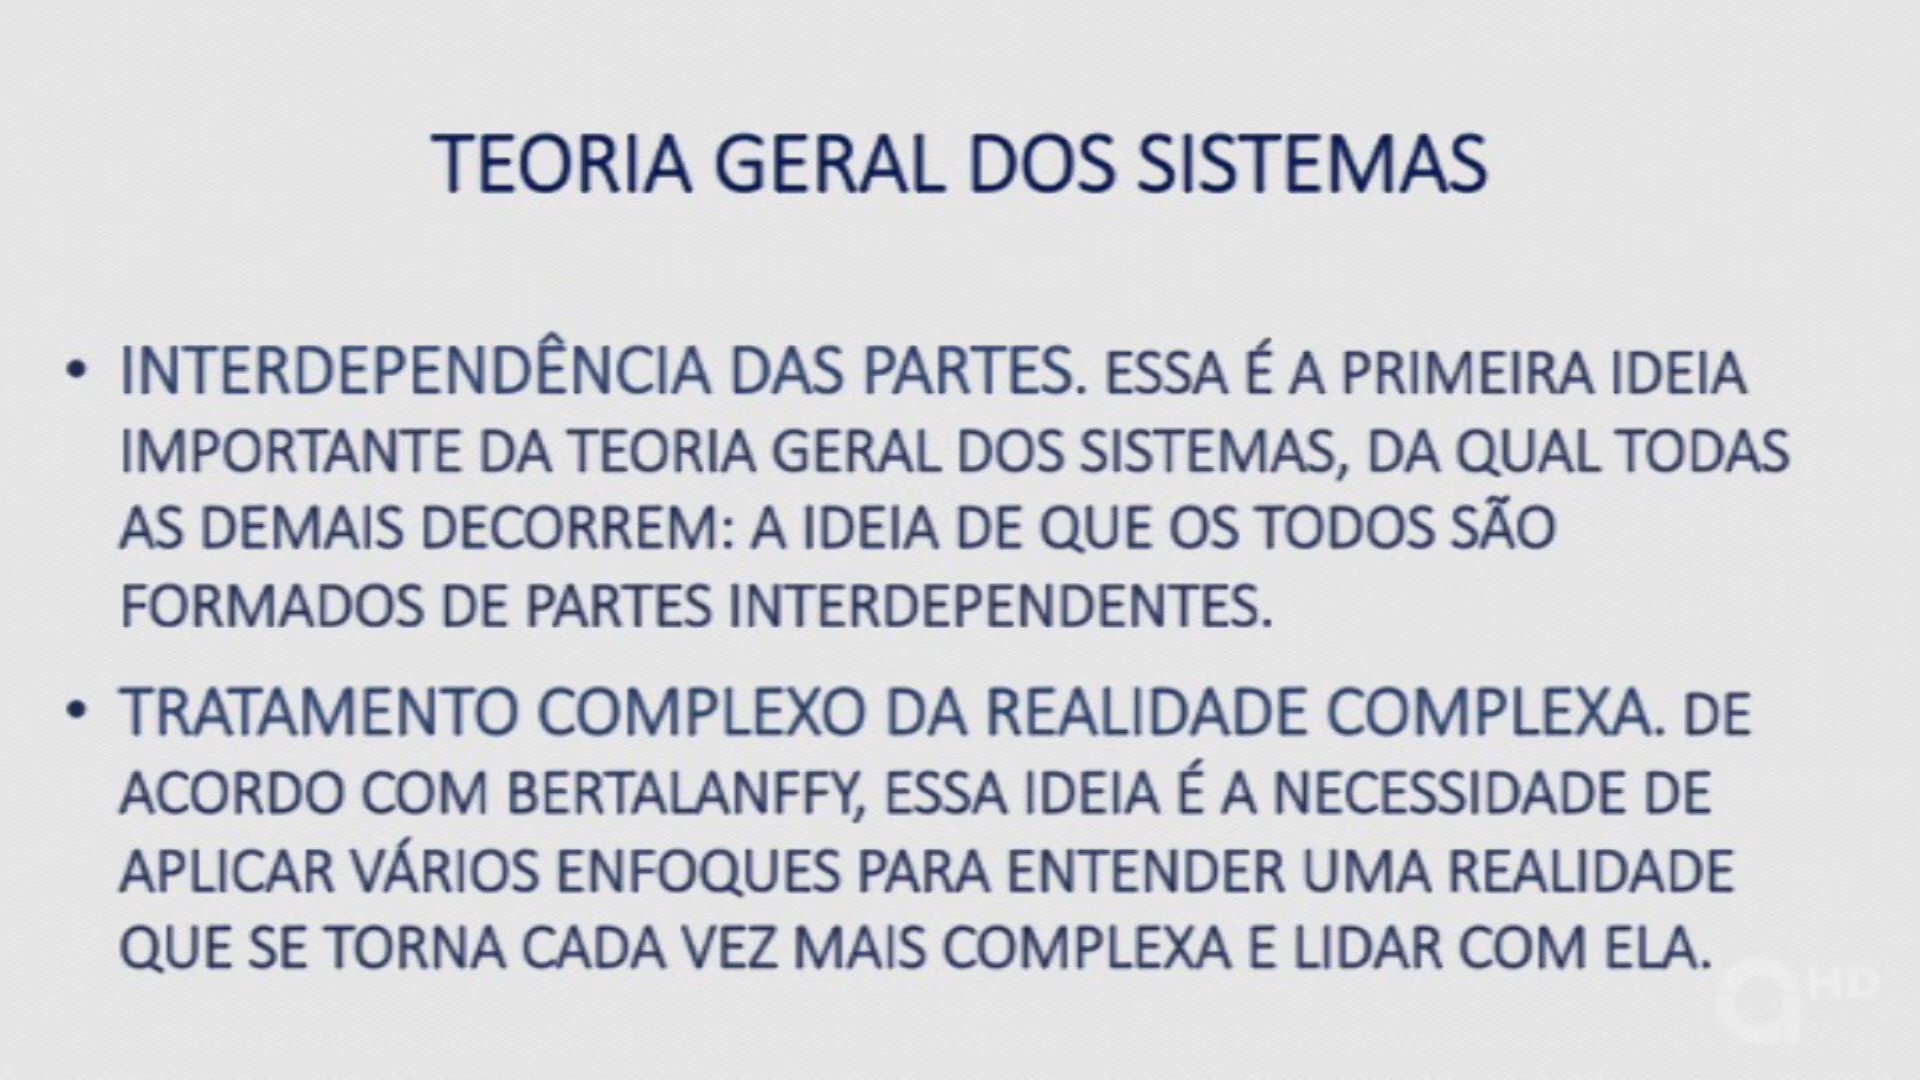 TEORIA GERAL DOS SISTEMAS
• INTERDEPENDÊNCIA DAS PARTES. ESSA É A PRIMEIRA IDEIA
IMPORTANTE DA TEORIA GERAL DOS SISTEMAS, DA QUAL TODAS
AS DEMAIS DECORREM: A IDEIA DE QUE OS TODOS SÃO
FORMADOS DE PARTES INTERDEPENDENTES.
• TRATAMENTO COMPLEXO DA REALIDADE COMPLEXA. DE
ACORDO COM BERTALANFFY, ESSA IDEIA É A NECESSIDADE DE
APLICAR VÁRIOS ENFOQUES PARA ENTENDER UMA REALIDADE
QUE SE TORNA CADA VEZ MAIS COMPLEXA E LIDAR COM ELA.
a HD